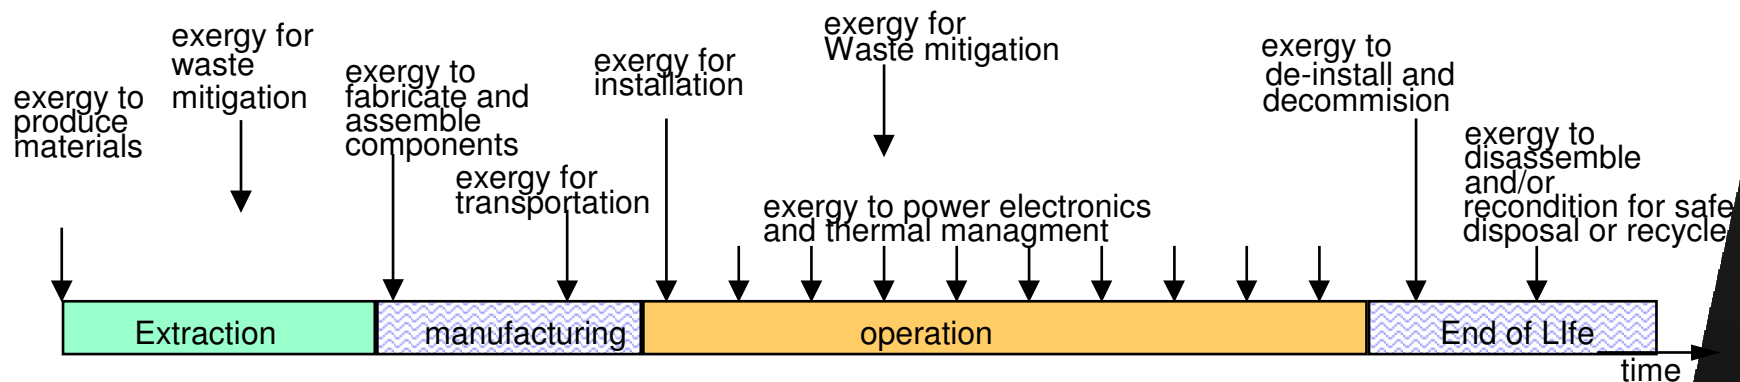 exergy to
produce
materials
exergy for
waste
mitigation
exergy to
fabricate and
assemble
components
exergy for
transportation
exergy for
installation
exergy for
Waste mitigation
exergy to power electronics
and thermal managment
exergy to
de-install and
decommision
exergy to
disassemble
and/or
recondition for safe
disposal or recycle
Extraction
manufacturing
operation
End of LIfe
time